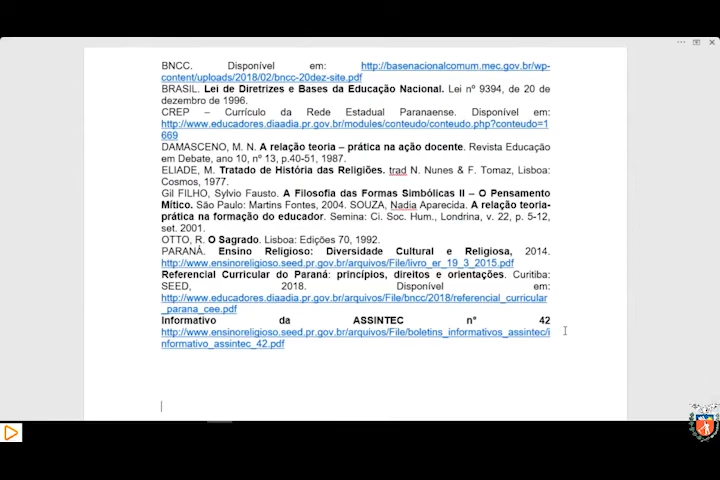 BNCC. Disponível em: http://basenacionalcomum.mec.gov.br/wp-
content/uploads/2018/02/bncc-20dez-site.pdf
BRASIL. Lei de Diretrizes e Bases da Educação Nacional. Lei nº 9394, de 20 de
dezembro de 1996.
CREP – Currículo da Rede Estadual Paranaense. Disponível em:
http://www.educadores.diaadia.pr.gov.br/modules/conteudo/conteudo.php?conteudo=1
669
DAMASCENO, M. N. A relação teoria – prática na ação docente. Revista Educação
em Debate, ano 10, nº 13, p.40-51, 1987.
ELIADE, M. Tratado de História das Religiões. trad N. Nunes & F. Tomaz, Lisboa:
Cosmos, 1977.
Gil FILHO, Sylvio Fausto. A Filosofia das Formas Simbólicas II – O Pensamento
Mítico. São Paulo: Martins Fontes, 2004. SOUZA, Nadia Aparecida. A relação teoria-
prática na formação do educador. Semina: Ci. Soc. Hum., Londrina, v. 22, p. 5-12,
set. 2001.
OTTO, R. O Sagrado. Lisboa: Edições 70, 1992.
PARANÁ. Ensino Religioso: Diversidade Cultural e Religiosa, 2014.
http://www.ensinoreligioso.seed.pr.gov.br/arquivos/File/livro_er_19_3_2015.pdf
Referencial Curricular do Paraná: princípios, direitos e orientações. Curitiba:
SEED, 2018. Disponível em:
http://www.educadores.diaadia.pr.gov.br/arquivos/File/bncc/2018/referencial_curricular
_parana_cee.pdf
Informativo da ASSINTEC nº 42
http://www.ensinoreligioso.seed.pr.gov.br/arquivos/File/boletins_informativos_assintec/i
nformativo_assintec_42.pdf